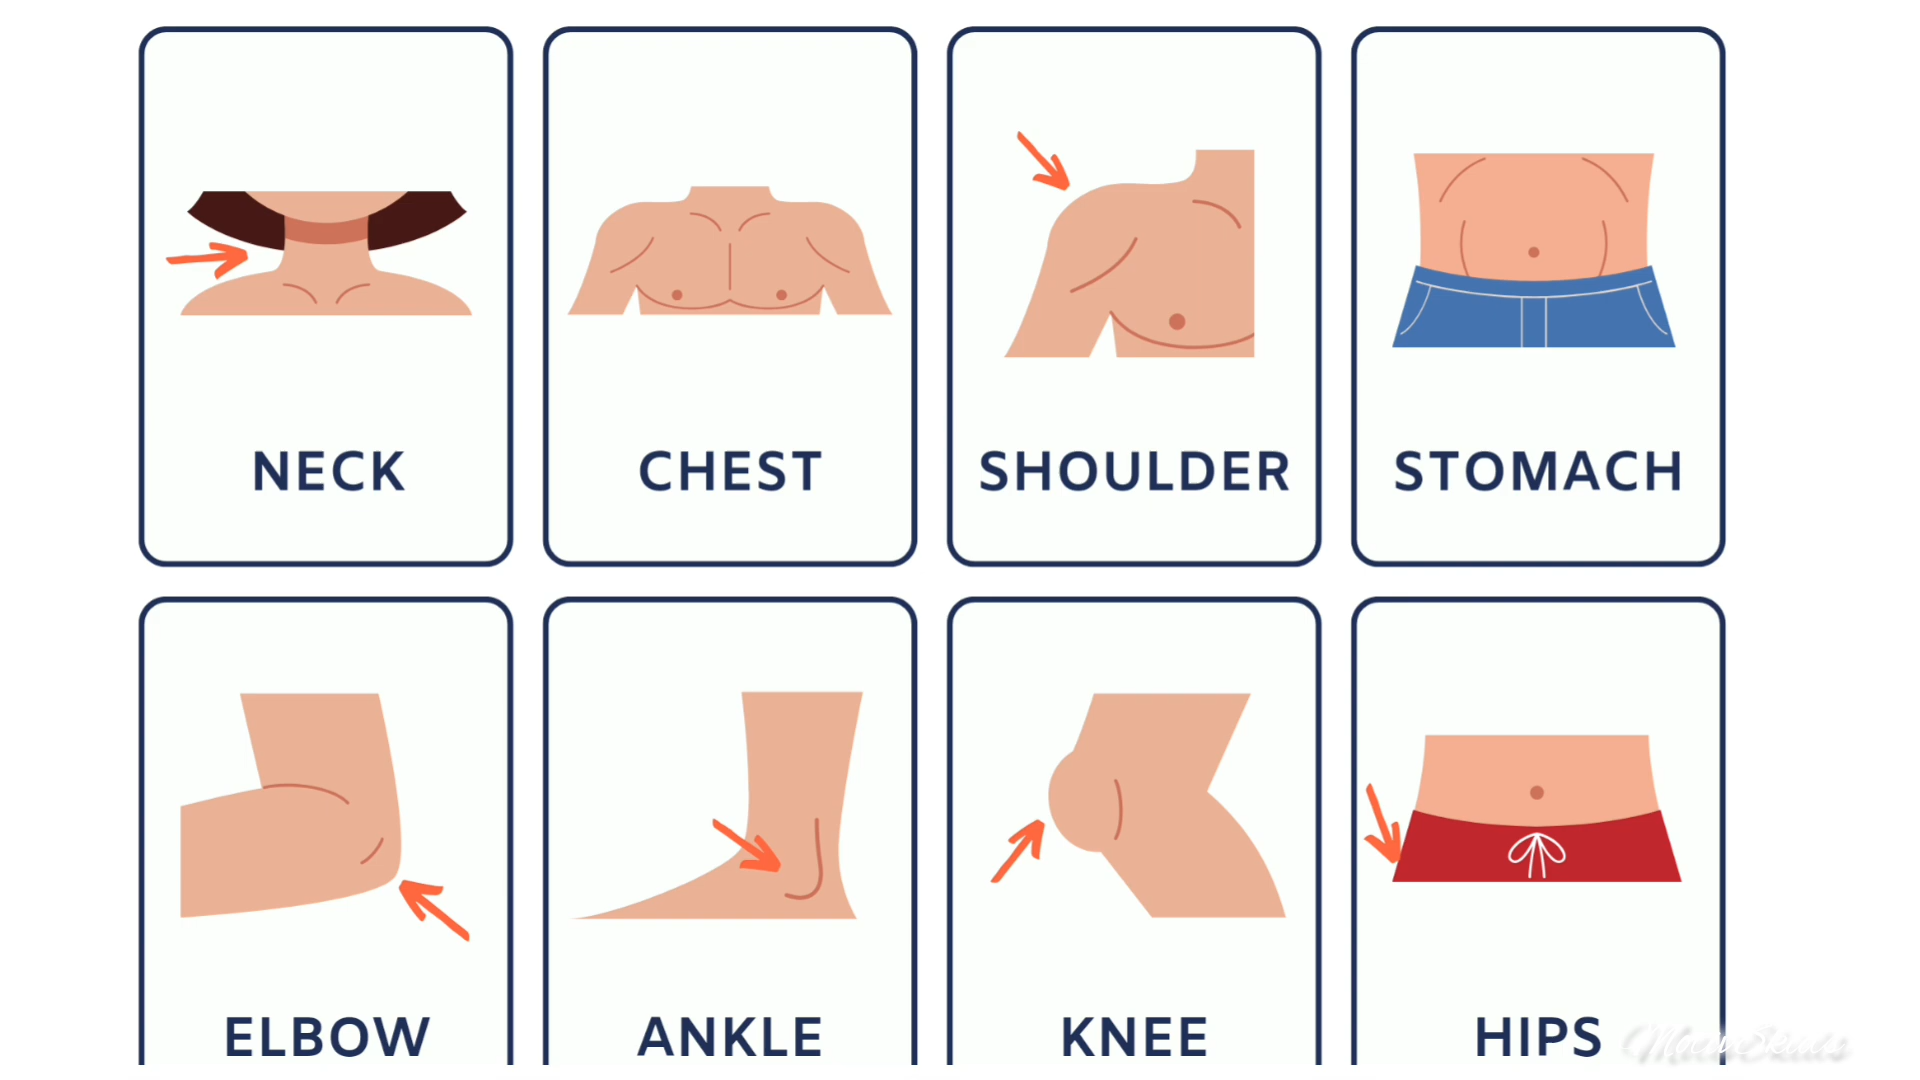 NECK
CHEST
SHOULDER
STOMACH
ELBOW
ANKLE
KNEE
HIPS